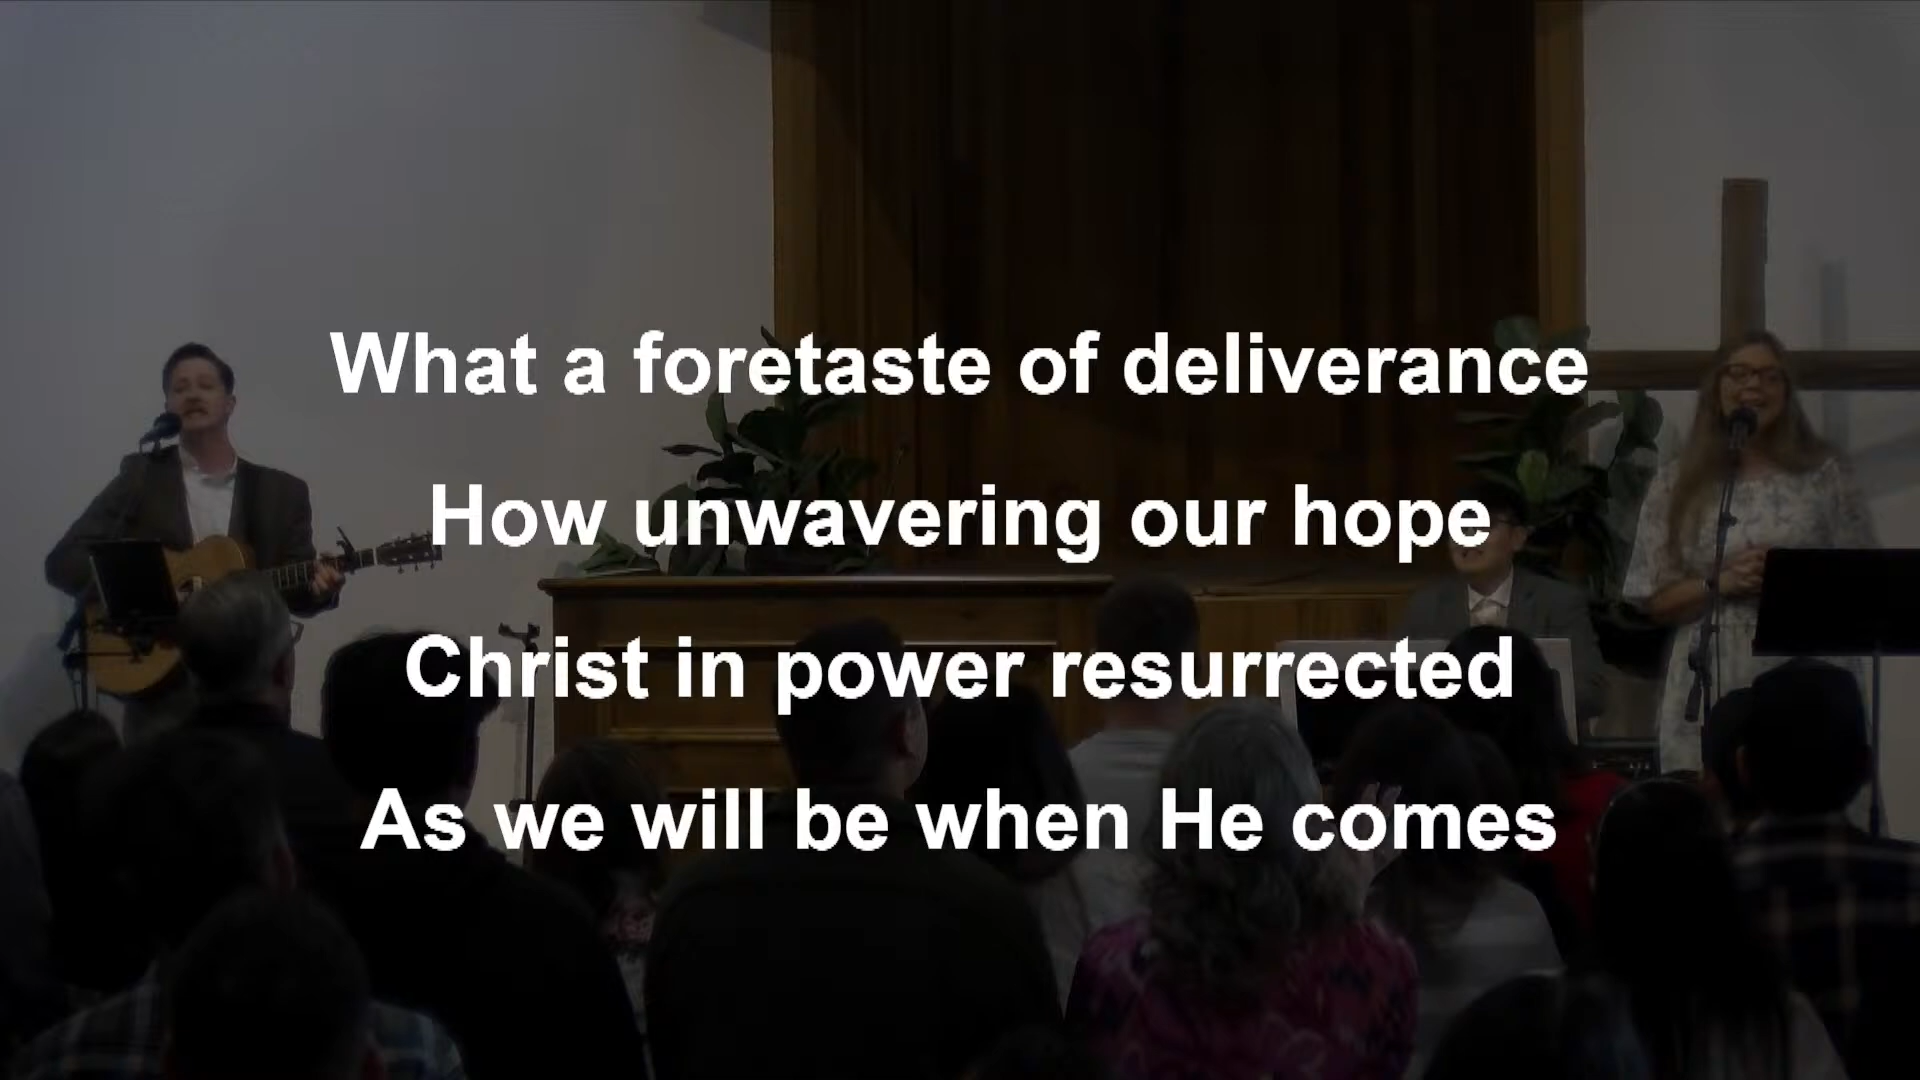 What a foretaste of deliverance
How unwavering our hope
Christ in power resurrected
As we will be when He comes